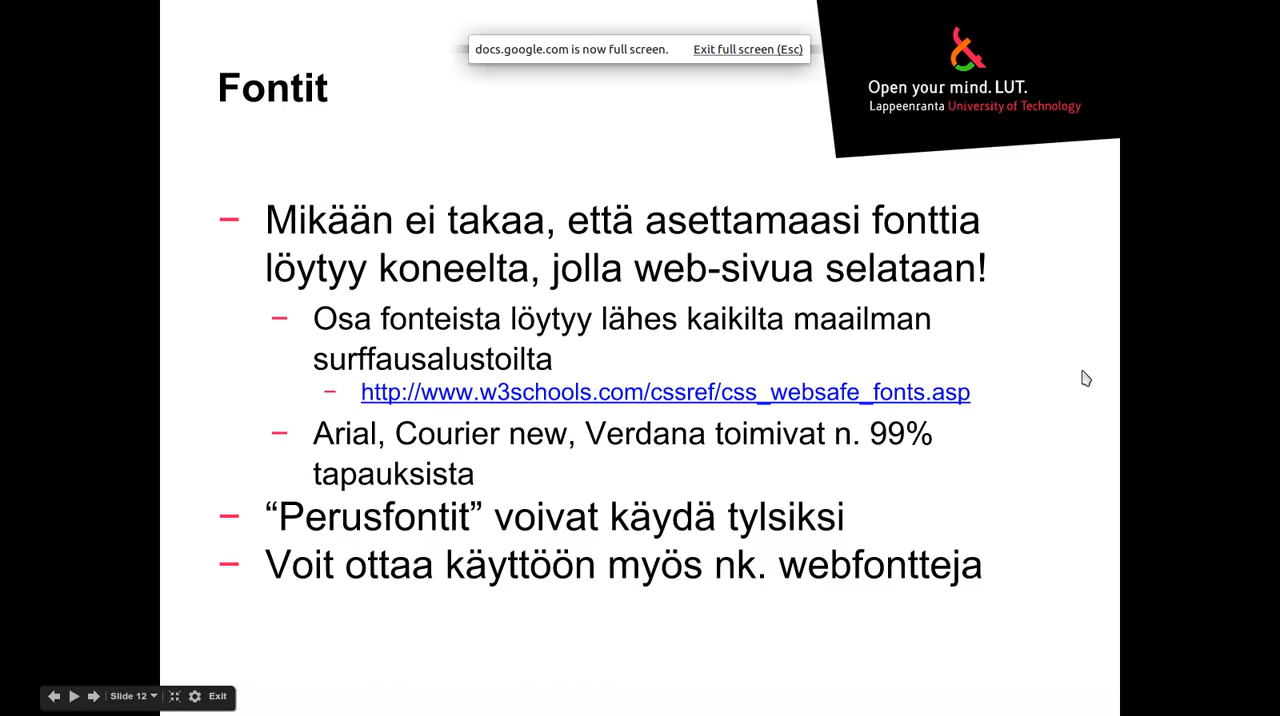 docs.google.com is now full screen. Exit full screen (Esc)
Fontit
Open your mind. LUT.
Lappeenranta University of Technology
− Mikään ei takaa, että asettamaasi fonttia
löytyy koneelta, jolla web-sivua selataan!
− Osa fonteista löytyy lähes kaikilta maailman
surffausalustoilta
− http://www.w3schools.com/cssref/css_websafe_fonts.asp
− Arial, Courier new, Verdana toimivat n. 99%
tapauksista
− “Perusfontit” voivat käydä tylsiksi
− Voit ottaa käyttöön myös nk. webfontteja
Slide 12 Exit